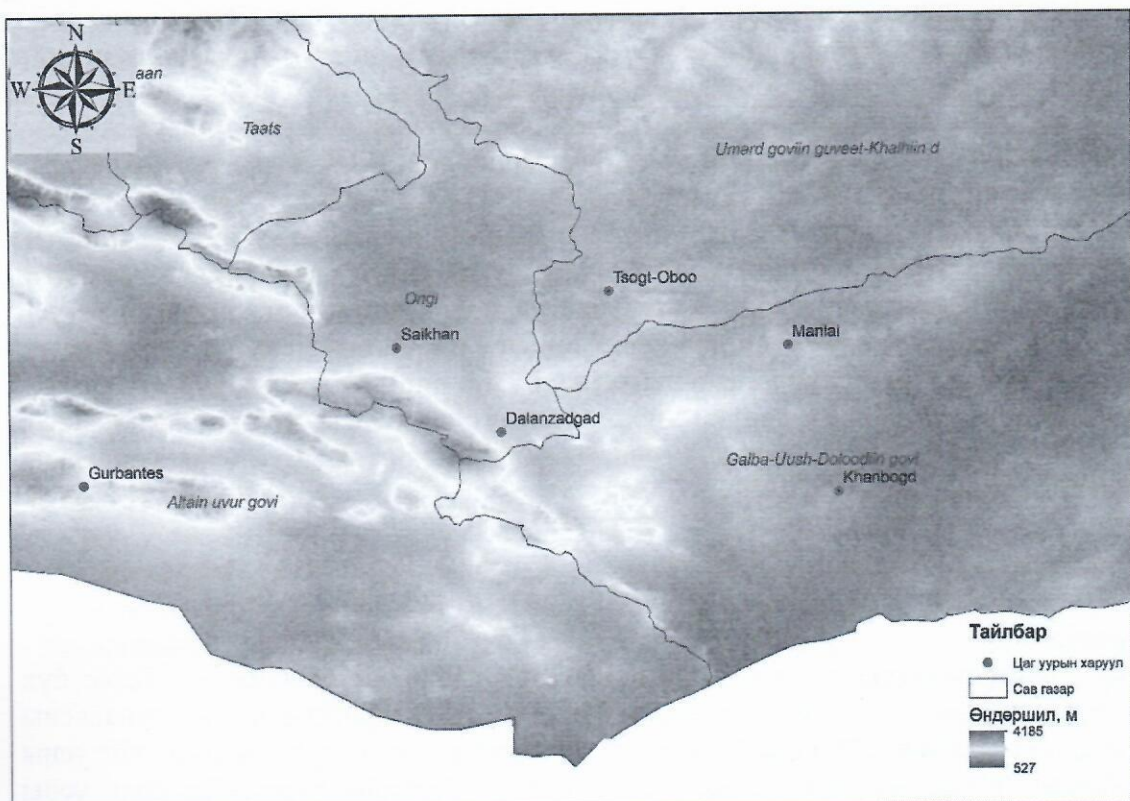 N
W E
S
aan
Taats
Umard goviin guveet-Khalhiin d
Tsogt-Oboo
Ongi
Saikhan
Manlai
Dalanzadgad
Galba-Uush-Doloodiin govi
Khanbogd
Gurbantes
Altain uvur govi
Тайлбар
Цаг уурын харуул
Сав газар
Өндөршил, м
4185
527